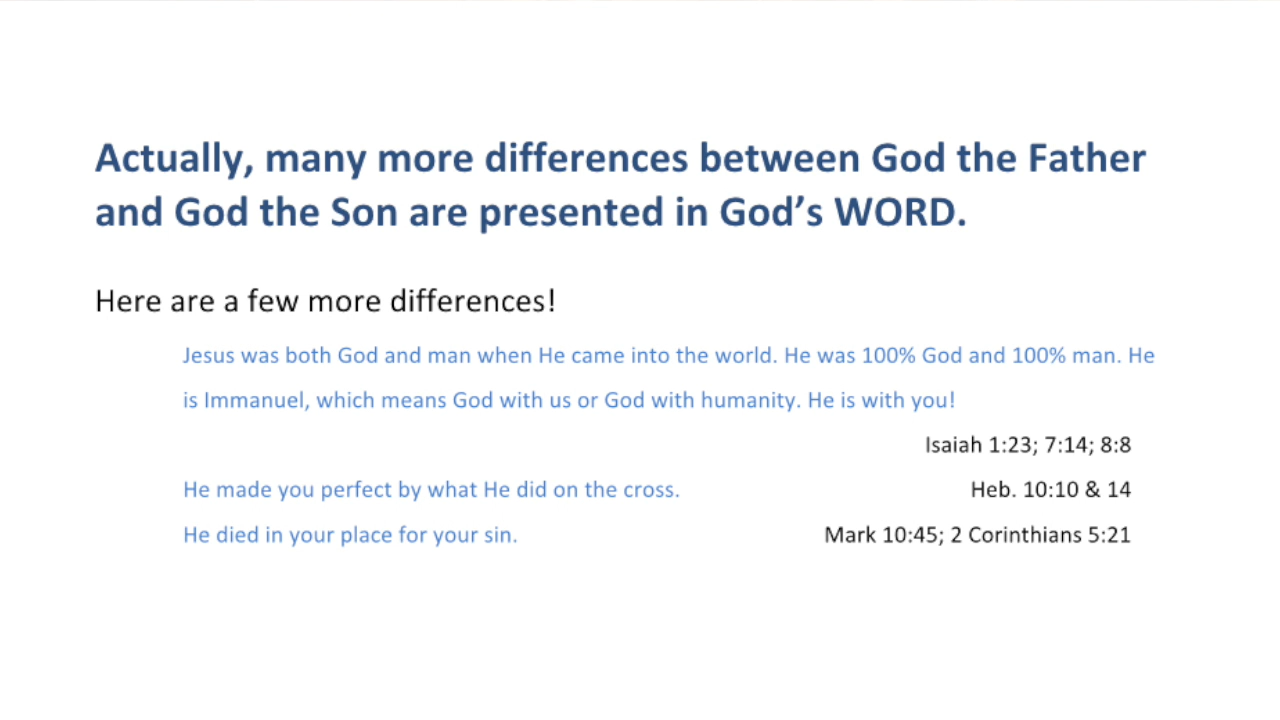 Actually, many more differences between God the Father
and God the Son are presented in God’s WORD.
Here are a few more differences!
Jesus was both God and man when He came into the world. He was 100% God and 100% man. He
is Immanuel, which means God with us or God with humanity. He is with you!
Isaiah 1:23; 7:14; 8:8
He made you perfect by what He did on the cross. Heb. 10:10 & 14
He died in your place for your sin. Mark 10:45; 2 Corinthians 5:21